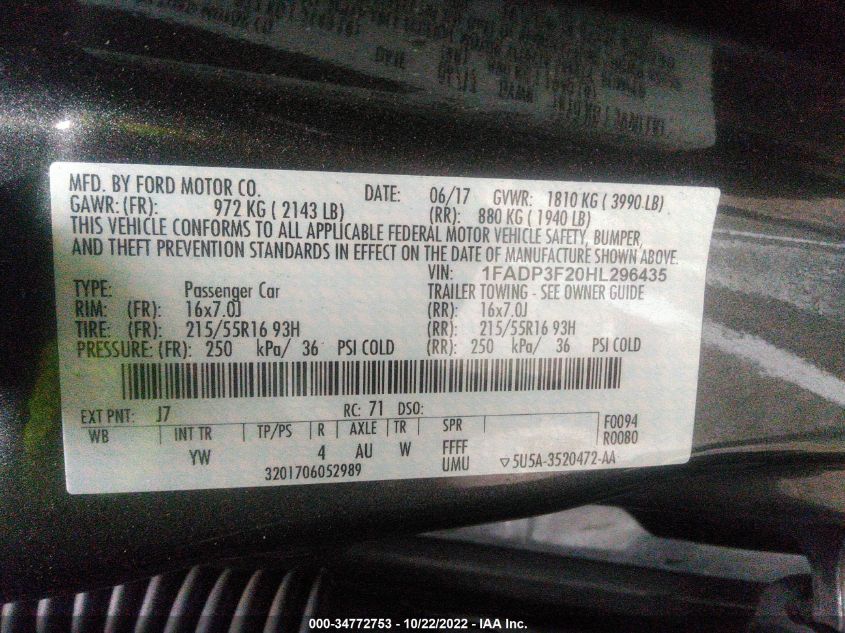 MFD. BY FORD MOTOR CO. DATE: 06/17 GVWR: 1810 KG ( 3990 LB)
GAWR: (FR): 972 KG ( 2143 LB) (RR): 880 KG ( 1940 LB)
THIS VEHICLE CONFORMS TO ALL APPLICABLE FEDERAL MOTOR VEHICLE SAFETY, BUMPER,
AND THEFT PREVENTION STANDARDS IN EFFECT ON THE DATE OF MANUFACTURE SHOWN ABOVE.
VIN: 1FADP3F20HL296435
TYPE: Passenger Car TRAILER TOWING - SEE OWNER GUIDE
RIM: (FR): 16x7.0J (RR): 16x7.0J
TIRE: (FR): 215/55R16 93H (RR): 215/55R16 93H
PRESSURE: (FR): 250 kPa/ 36 PSI COLD (RR): 250 kPa/ 36 PSI COLD
EXT PNT: J7 RC: 71 DSO:
WB INT TR TP/PS R AXLE TR SPR F0094
YW 4 AU W FFFF R0080
3201706052989 UMU ▽5U5A-3520472-AA
000-34772753 - 10/22/2022 - IAA Inc.